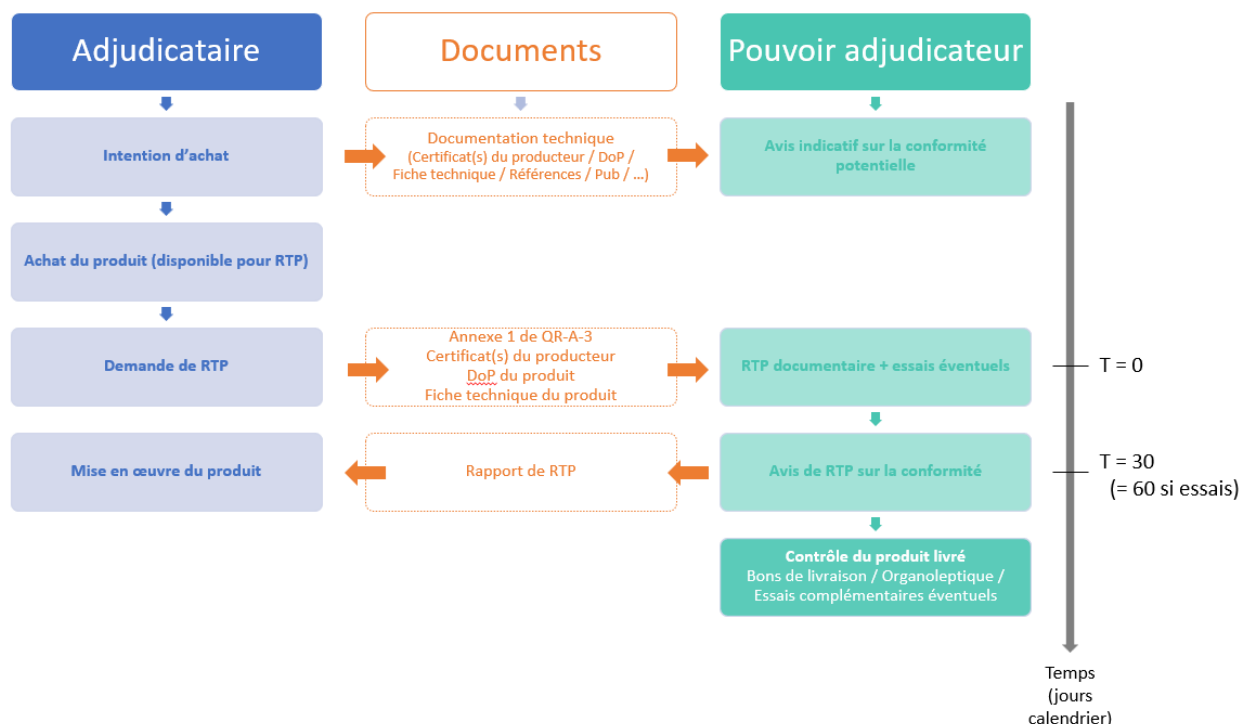 Adjudicataire
Documents
Pouvoir adjudicateur
Intention d'achat
Documentation technique
(Certificat(s) du producteur / DoP /
Fiche technique / Références / Pub / ...)
Avis indicatif sur la conformité
potentielle
Achat du produit (disponible pour RTP)
Demande de RTP
Annexe 1 de QR-A-3
Certificat(s) du producteur
DoP du produit
Fiche technique du produit
RTP documentaire + essais éventuels
T = 0
Mise en œuvre du produit
Rapport de RTP
Avis de RTP sur la conformité
T = 30
(= 60 si essais)
Contrôle du produit livré
Bons de livraison / Organoleptique /
Essais complémentaires éventuels
Temps
(jours
calendrier)